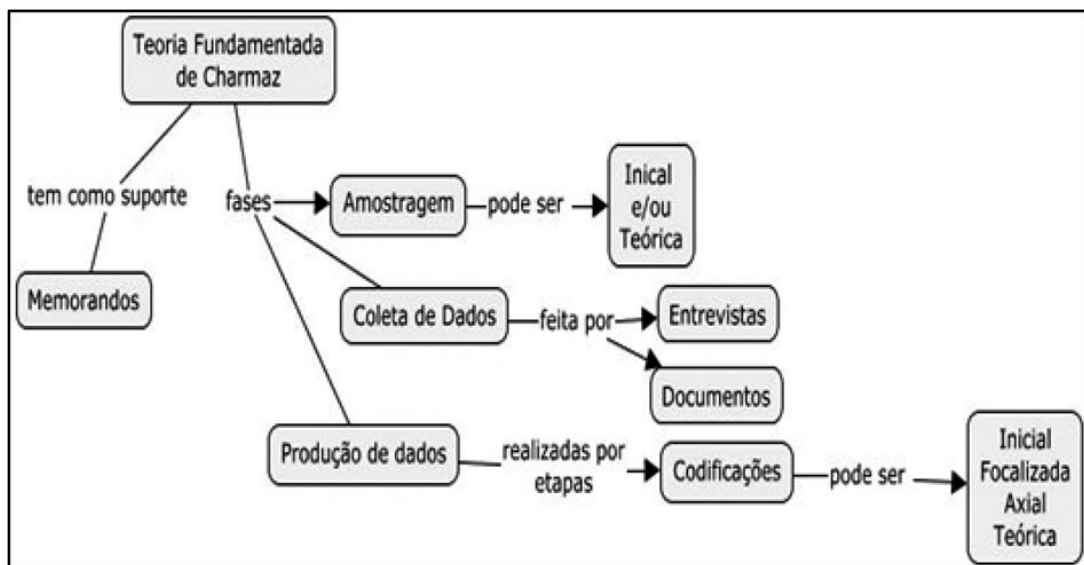 Teoria Fundamentada
de Charmaz
tem como suporte
Memorandos
fases
Amostragem
pode ser
Inical
e/ou
Teórica
Coleta de Dados
feita por
Entrevistas
Documentos
Produção de dados
realizadas por
etapas
Codificações
pode ser
Inicial
Focalizada
Axial
Teórica